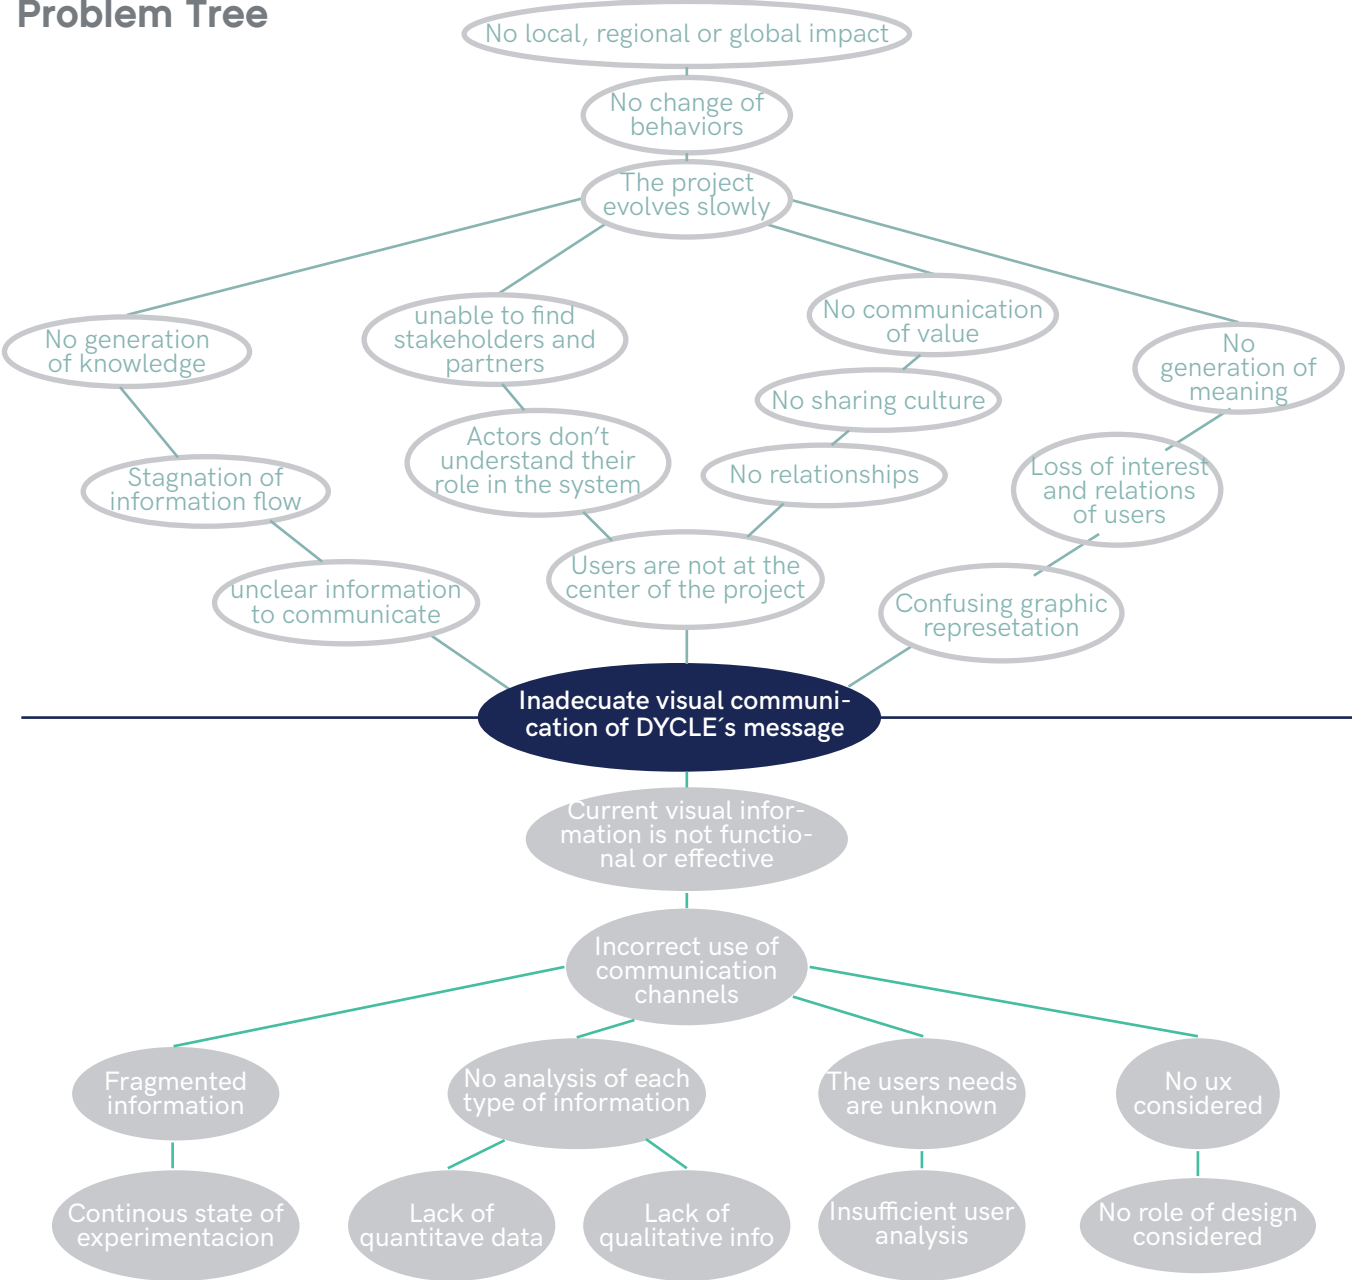 Problem Tree
No local, regional or global impact
No change of
behaviors
The project
evolves slowly
No generation
of knowledge
unable to find
stakeholders and
partners
No communication
of value
No
generation of
meaning
No sharing culture
Actors don’t
understand their
role in the system
No relationships
Loss of interest
and relations
of users
Stagnation of
information flow
Users are not at the
center of the project
unclear information
to communicate
Confusing graphic
represetation
Inadecuate visual communi-
cation of DYCLE´s message
Current visual infor-
mation is not functio-
nal or effective
Incorrect use of
communication
channels
Fragmented
information
No analysis of each
type of information
The users needs
are unknown
No ux
considered
Continous state of
experimentacion
Lack of
quantitave data
Lack of
qualitative info
Insufficient user
analysis
No role of design
considered